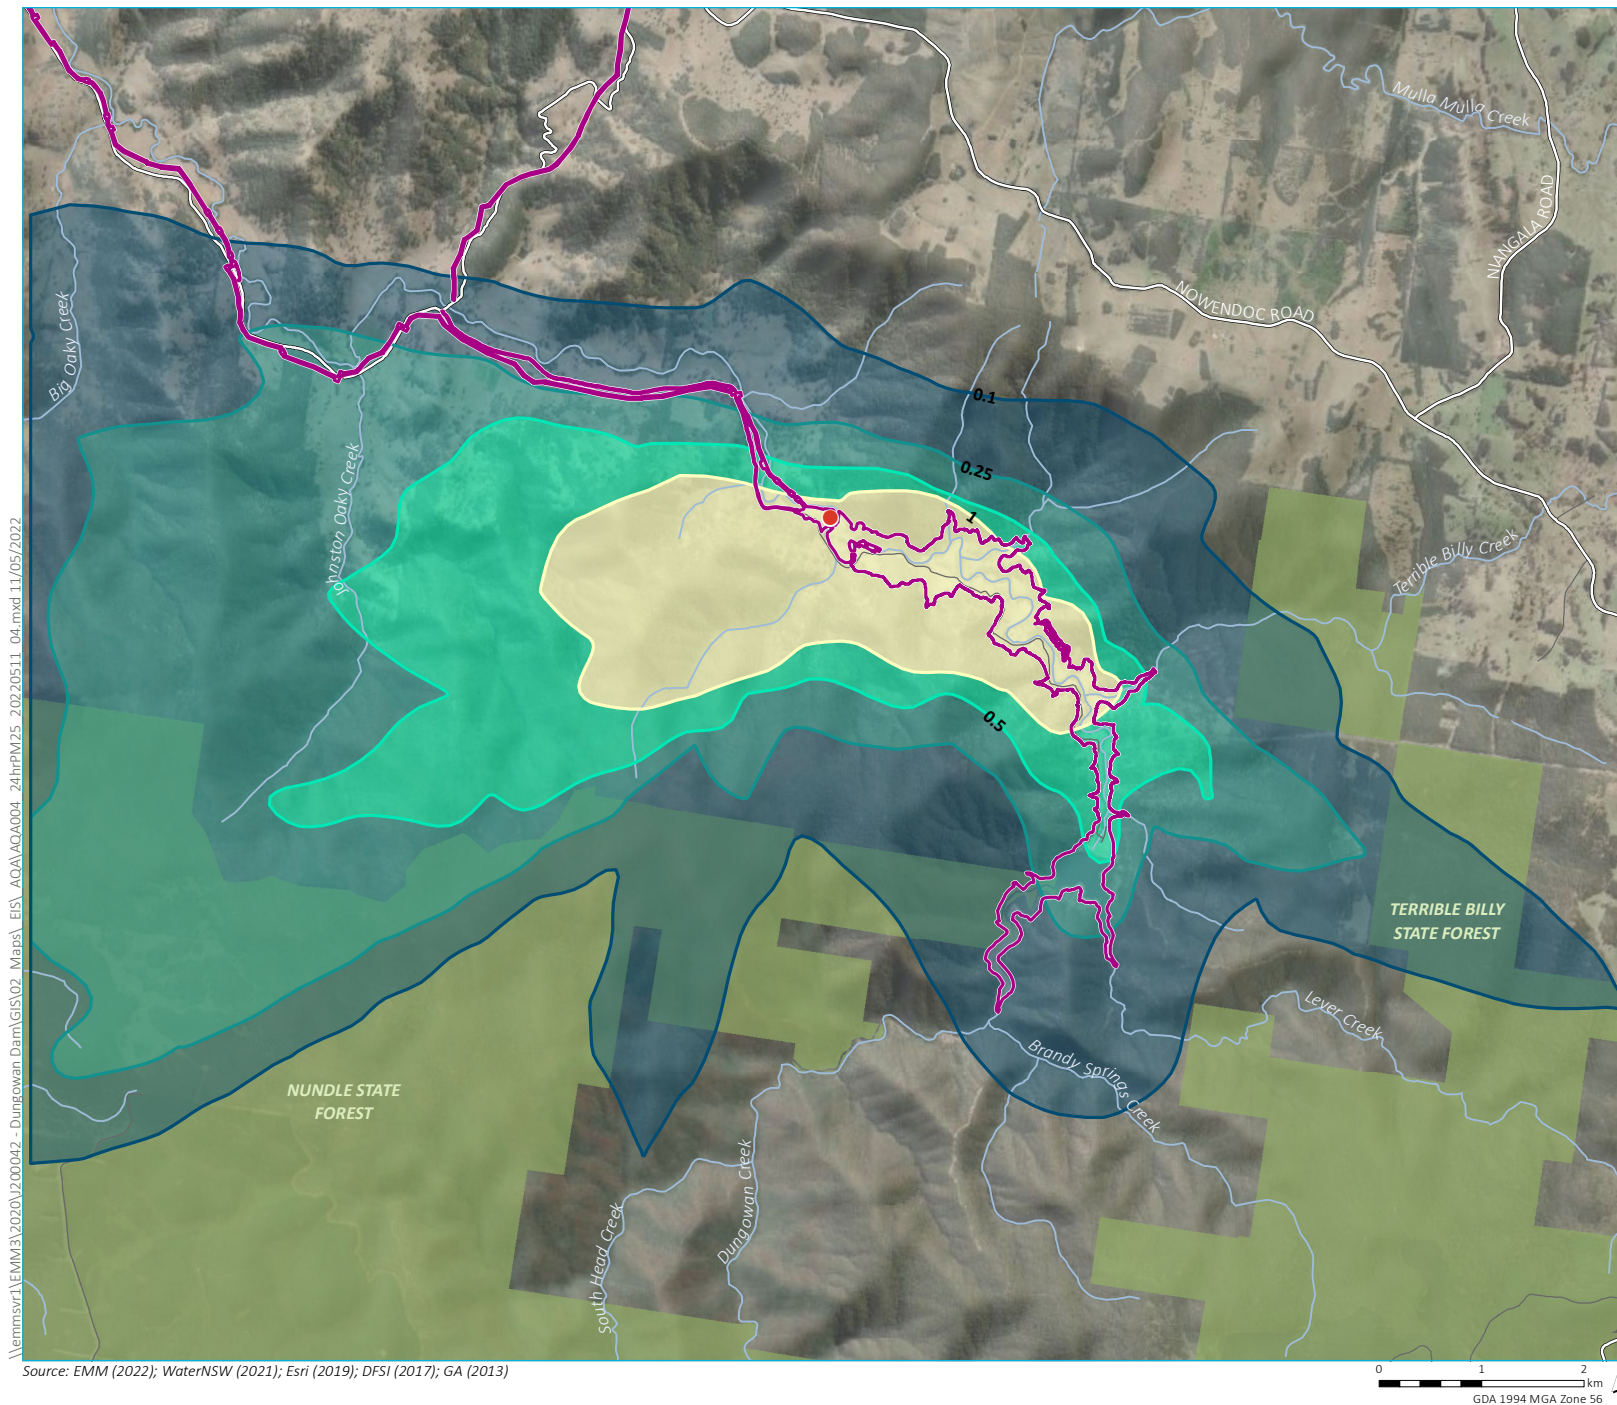 Mulla Mulla Creek
NIANGALA ROAD
NOWENDOC ROAD
Big Oaky Creek
0.1
0.25
Johnston Oaky Creek
1
Terrible Billy Creek
0.5
TERRIBLE BILLY
STATE FOREST
Lever Creek
Brandy Springs Creek
NUNDLE STATE
FOREST
Dungowan Creek
South Head Creek
\\emmsvr1\EMM3\2020\J200042 - Dungowan Dam\GIS\02_Maps\_EIS\_AQA\AQA004_24hrPM25_20220511_04.mxd 11/05/2022
Source: EMM (2022); WaterNSW (2021); Esri (2019); DFSI (2017); GA (2013)
0 1 2
km
GDA 1994 MGA Zone 56